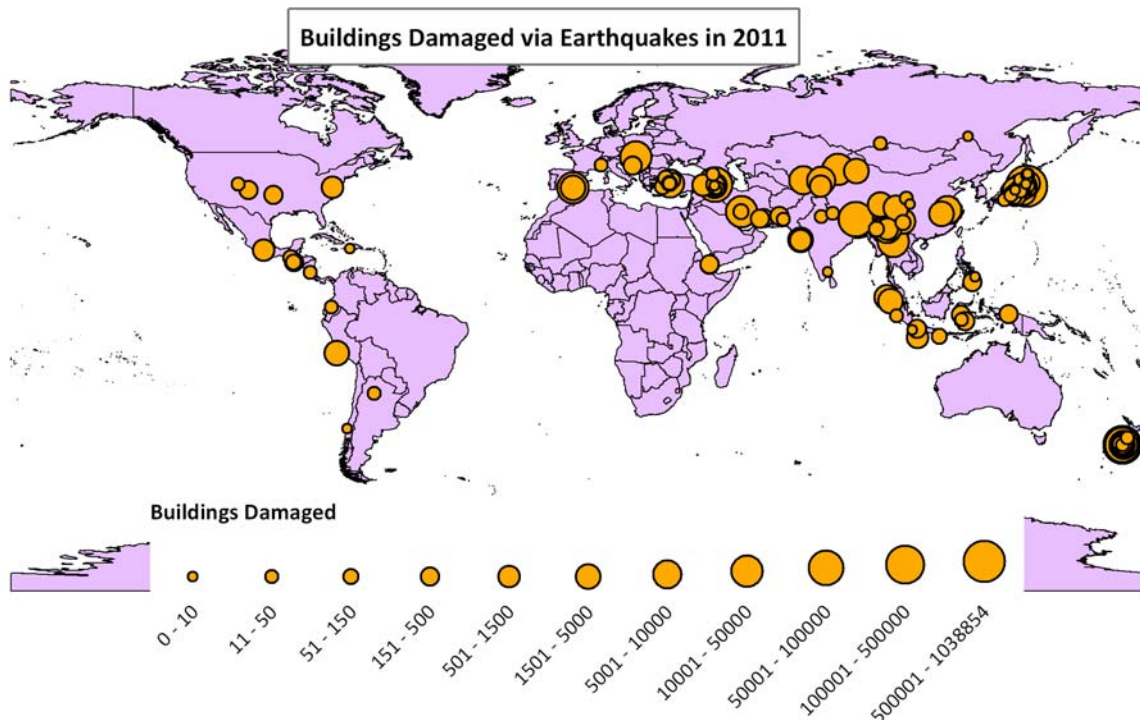 Buildings Damaged via Earthquakes in 2011
Buildings Damaged
0 - 10
11 - 50
51 - 150
151 - 500
501 - 1500
1501 - 5000
5001 - 10000
10001 - 50000
50001 - 100000
100001 - 500000
500001 - 1038854